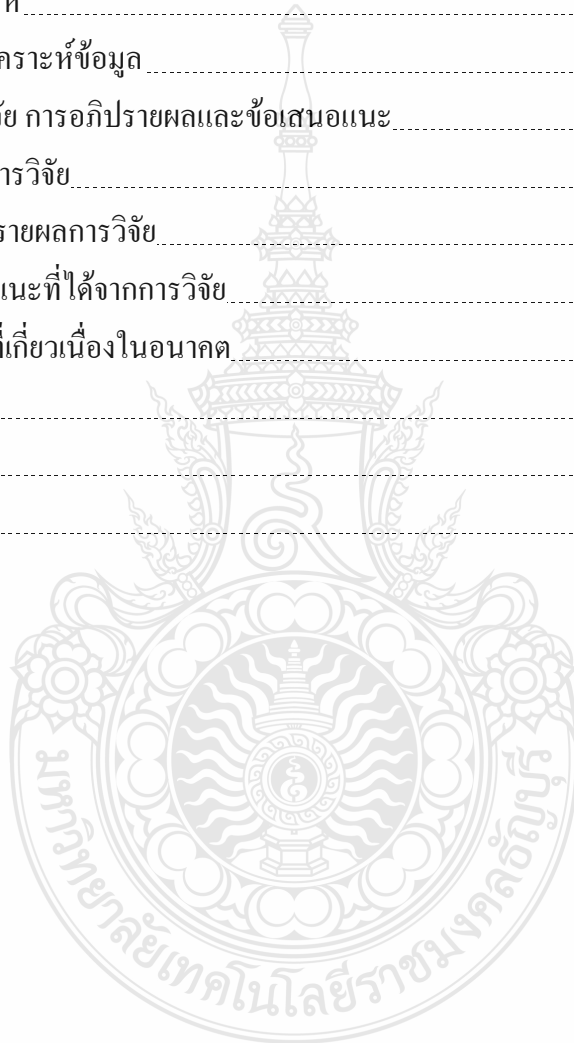 ที่
คราะห์ข้อมูล
ัย การอภิปรายผลและข้อเสนอแนะ
ารวิจัย
รายผลการวิจัย
แนะที่ได้จากการวิจัย
ที่เกี่ยวเนื่องในอนาคต
มหาวิทยาลัยเทคโนโลยีราชมงคลธัญบุรี